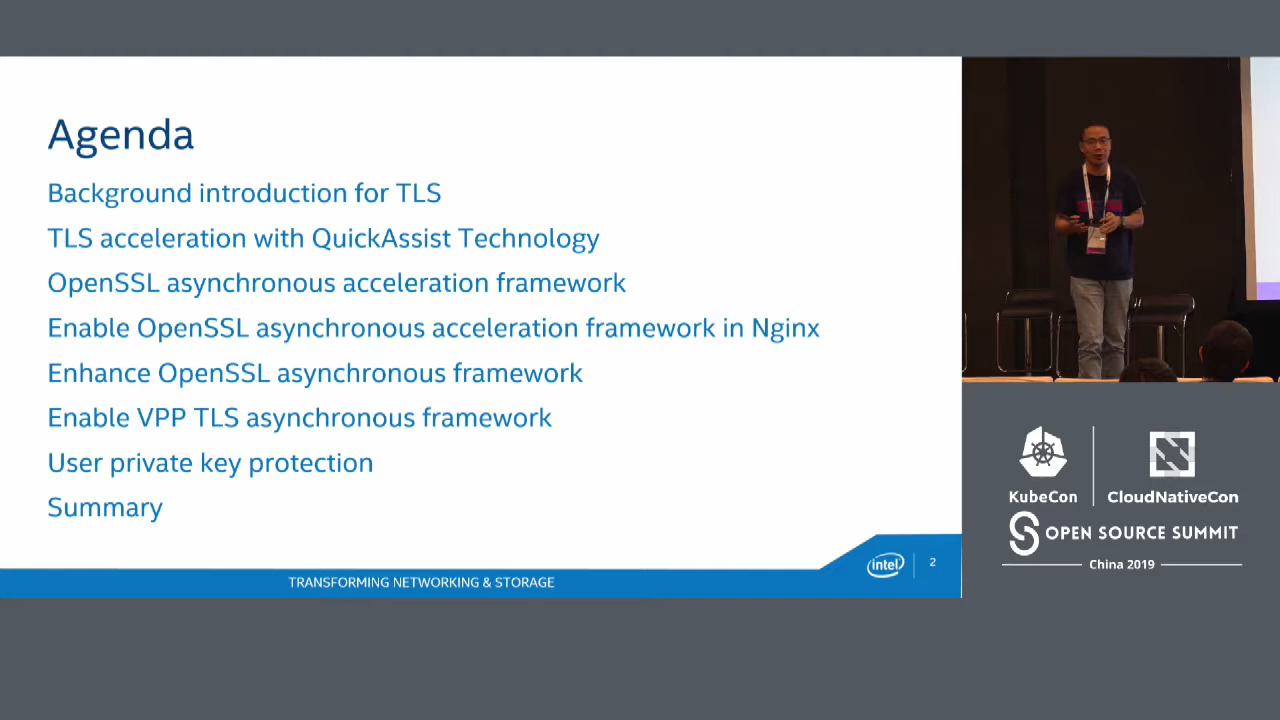 Agenda
Background introduction for TLS
TLS acceleration with QuickAssist Technology
OpenSSL asynchronous acceleration framework
Enable OpenSSL asynchronous acceleration framework in Nginx
Enhance OpenSSL asynchronous framework
Enable VPP TLS asynchronous framework
User private key protection
Summary
TRANSFORMING NETWORKING & STORAGE
intel
2
KubeCon
CloudNativeCon
OPEN SOURCE SUMMIT
China 2019